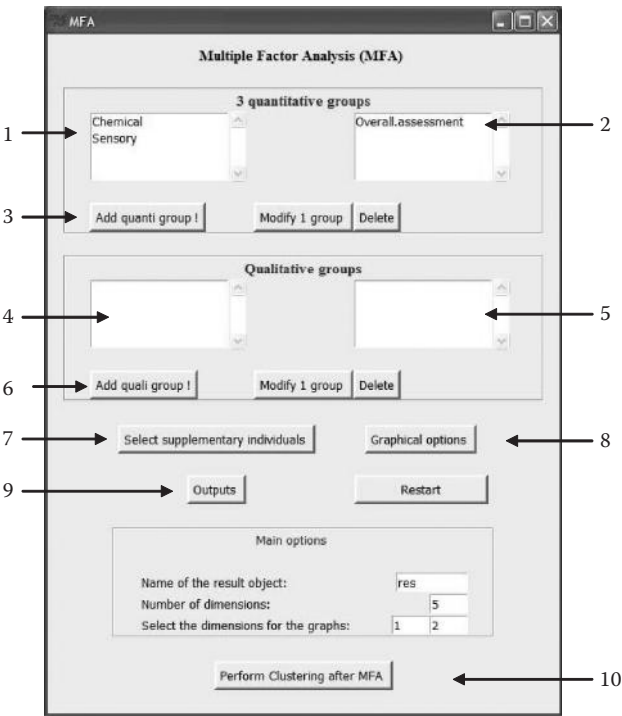 MFA
Multiple Factor Analysis (MFA)
3 quantitative groups
1
Chemical
Sensory
Overall.assessment
2
3
Add quanti group !
Modify 1 group
Delete
Qualitative groups
4
5
6
Add quali group !
Modify 1 group
Delete
7
Select supplementary individuals
Graphical options
8
9
Outputs
Restart
Main options
Name of the result object: res
Number of dimensions: 5
Select the dimensions for the graphs: 1 2
Perform Clustering after MFA
10